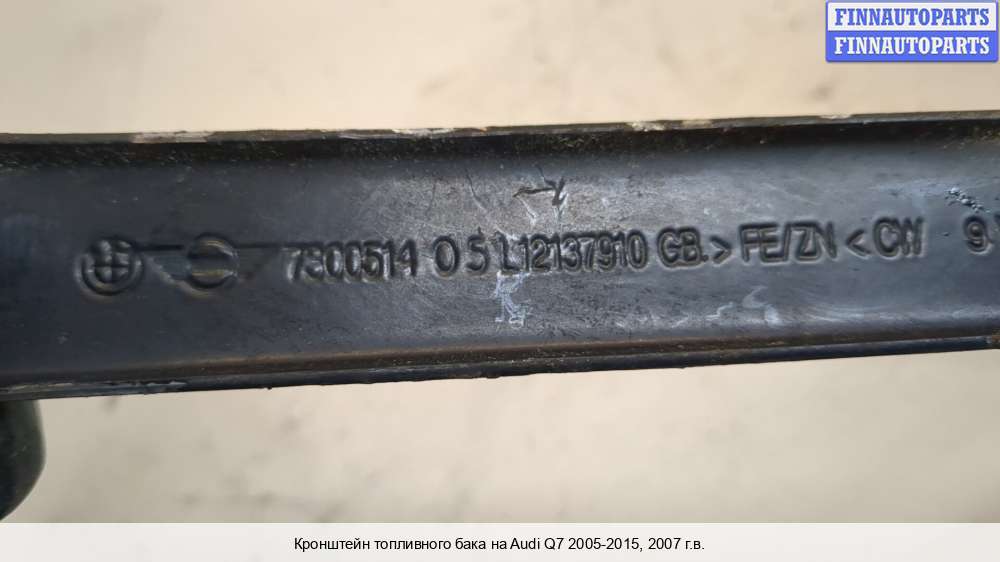 FINNAUTOPARTS
FINNAUTOPARTS
7300514 0 5 L12137910 GB.> FE/ZN < CW 9
Кронштейн топливного бака на Audi Q7 2005-2015, 2007 г.в.